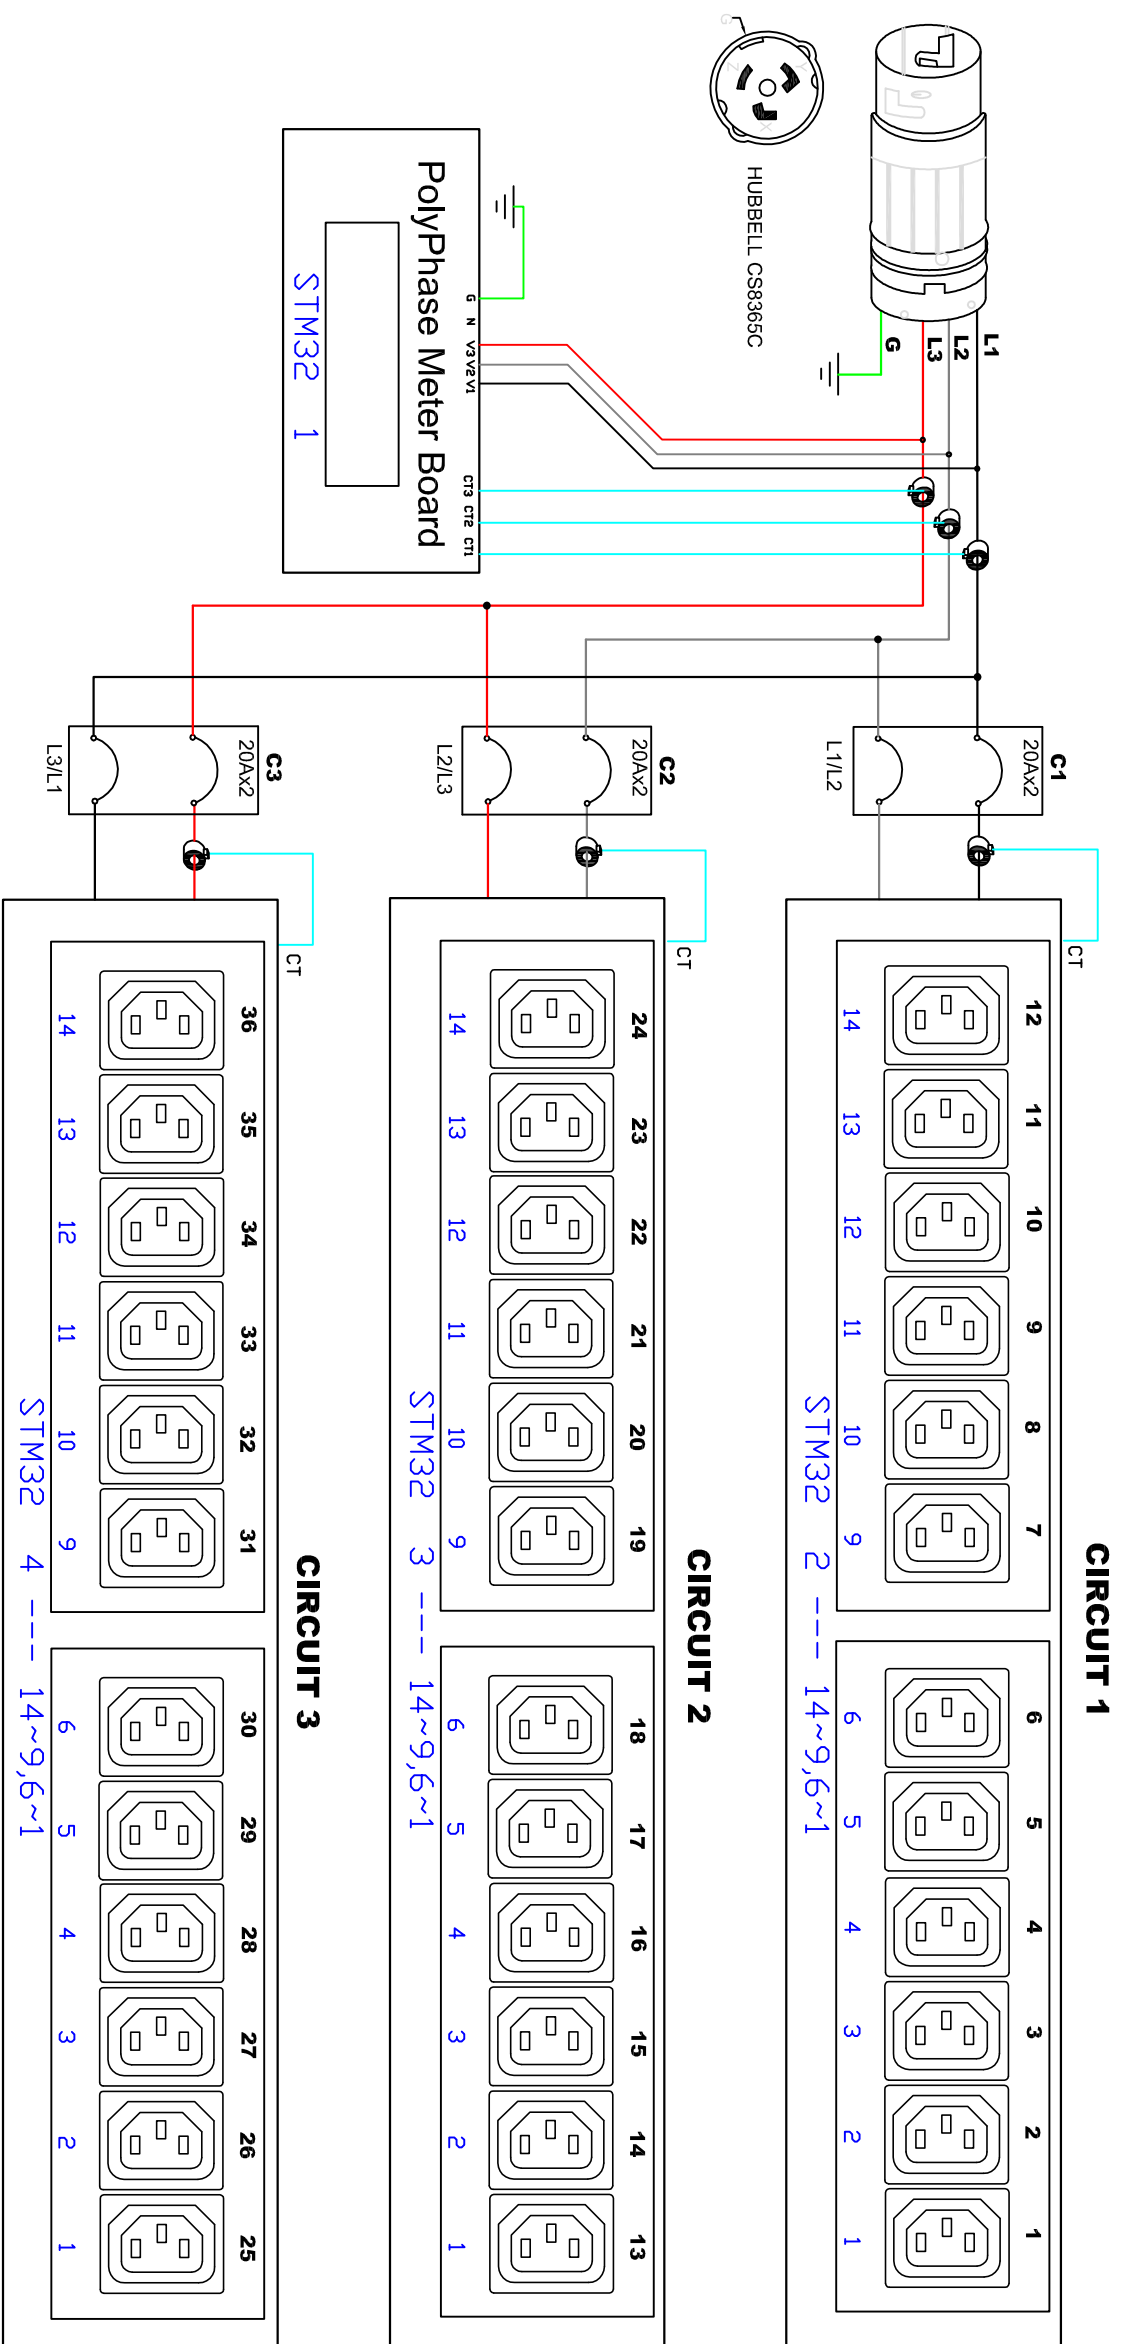 HUBBELL CS8365C
G
Y
Z
X
L1
L2
L3
G
PolyPhase Meter Board
STM32 1
G N V3 V2 V1 CT3 CT2 CT1
C1
20Ax2
L1/L2
CT
CIRCUIT 1
12 11 10 9 8 7 6 5 4 3 2 1
14 13 12 11 10 9 6 5 4 3 2 1
STM32 2 --- 14~9,6~1
C2
20Ax2
L2/L3
CT
CIRCUIT 2
24 23 22 21 20 19 18 17 16 15 14 13
14 13 12 11 10 9 6 5 4 3 2 1
STM32 3 --- 14~9,6~1
C3
20Ax2
L3/L1
CT
CIRCUIT 3
36 35 34 33 32 31 30 29 28 27 26 25
14 13 12 11 10 9 6 5 4 3 2 1
STM32 4 --- 14~9,6~1